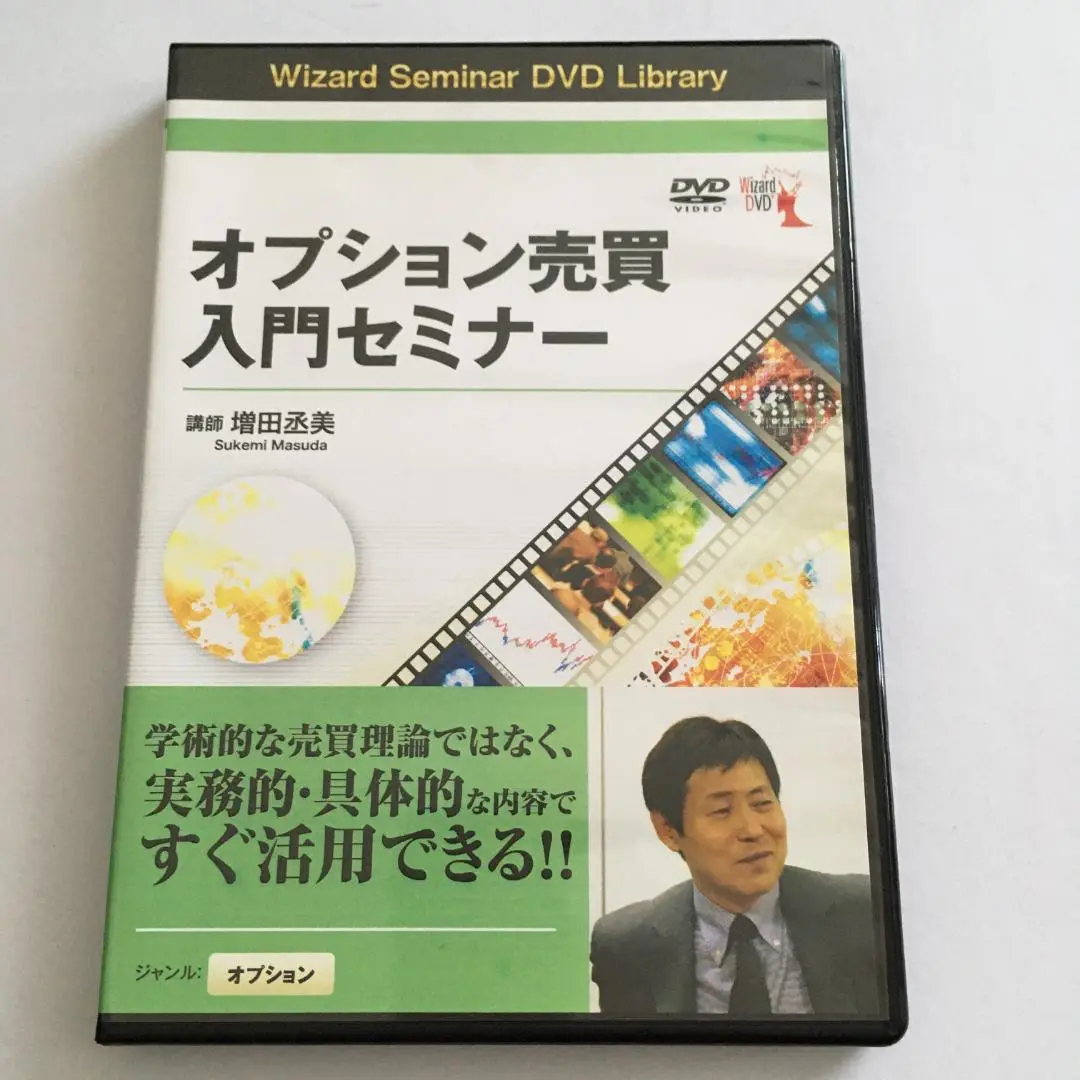 Wizard Seminar DVD Library
DVD
VIDEO
Wizard
DVD
オプション売買
入門セミナー
講師 増田丞美
Sukemi Masuda
学術的な売買理論ではなく、
実務的・具体的な内容で
すぐ活用できる!!
ジャンル: オプション